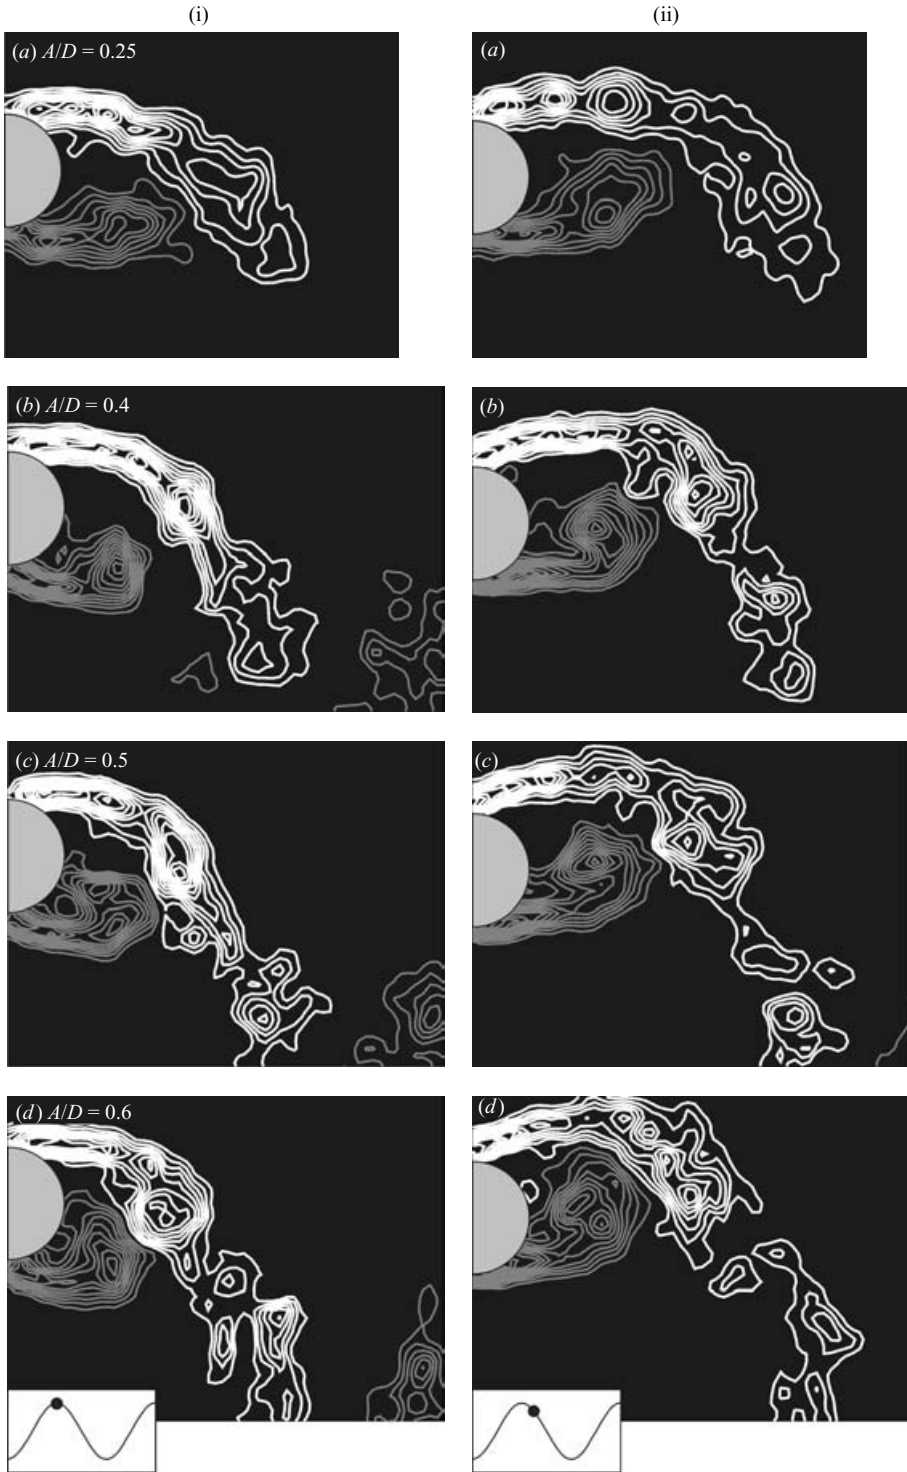 (i) (ii)
(a) A/D = 0.25 (a)
(b) A/D = 0.4 (b)
(c) A/D = 0.5 (c)
(d) A/D = 0.6 (d)